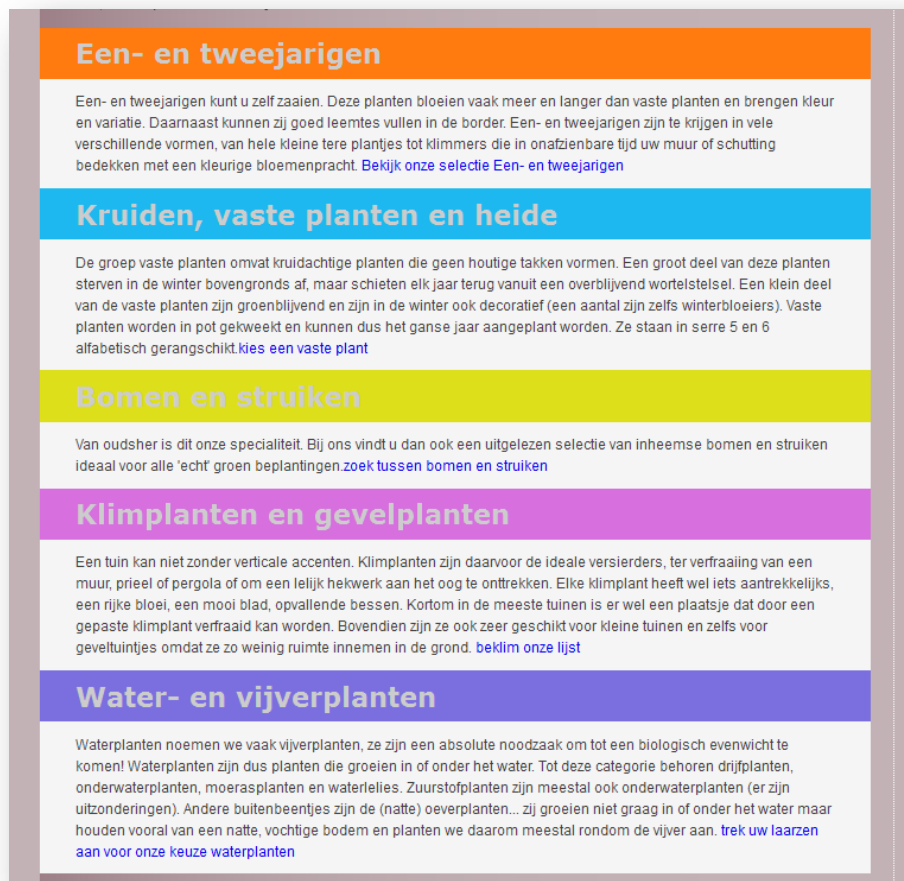 Een- en tweejarigen
Een- en tweejarigen kunt u zelf zaaien. Deze planten bloeien vaak meer en langer dan vaste planten en brengen kleur
en variatie. Daarnaast kunnen zij goed leemtes vullen in de border. Een- en tweejarigen zijn te krijgen in vele
verschillende vormen, van hele kleine tere plantjes tot klimmers die in onafzienbare tijd uw muur of schutting
bedekken met een kleurige bloemenpracht. Bekijk onze selectie Een- en tweejarigen
Kruiden, vaste planten en heide
De groep vaste planten omvat kruidachtige planten die geen houtige takken vormen. Een groot deel van deze planten
sterven in de winter bovengronds af, maar schieten elk jaar terug vanuit een overblijvend wortelstelsel. Een klein deel
van de vaste planten zijn groenblijvend en zijn in de winter ook decoratief (een aantal zijn zelfs winterbloeiers). Vaste
planten worden in pot gekweekt en kunnen dus het ganse jaar aangeplant worden. Ze staan in serre 5 en 6
alfabetisch gerangschikt.kies een vaste plant
Bomen en struiken
Van oudsher is dit onze specialiteit. Bij ons vindt u dan ook een uitgelezen selectie van inheemse bomen en struiken
ideaal voor alle 'echt' groen beplantingen.zoek tussen bomen en struiken
Klimplanten en gevelplanten
Een tuin kan niet zonder verticale accenten. Klimplanten zijn daarvoor de ideale versierders, ter verfraaiing van een
muur, prieel of pergola of om een lelijk hekwerk aan het oog te onttrekken. Elke klimplant heeft wel iets aantrekkelijks,
een rijke bloei, een mooi blad, opvallende bessen. Kortom in de meeste tuinen is er wel een plaatsje dat door een
gepaste klimplant verfraaid kan worden. Bovendien zijn ze ook zeer geschikt voor kleine tuinen en zelfs voor
geveltuintjes omdat ze zo weinig ruimte innemen in de grond. beklim onze lijst
Water- en vijverplanten
Waterplanten noemen we vaak vijverplanten, ze zijn een absolute noodzaak om tot een biologisch evenwicht te
komen! Waterplanten zijn dus planten die groeien in of onder het water. Tot deze categorie behoren drijfplanten,
onderwaterplanten, moerasplanten en waterlelies. Zuurstofplanten zijn meestal ook onderwaterplanten (er zijn
uitzonderingen). Andere buitenbeentjes zijn de (natte) oeverplanten... zij groeien niet graag in of onder het water maar
houden vooral van een natte, vochtige bodem en planten we daarom meestal rondom de vijver aan. trek uw laarzen
aan voor onze keuze waterplanten